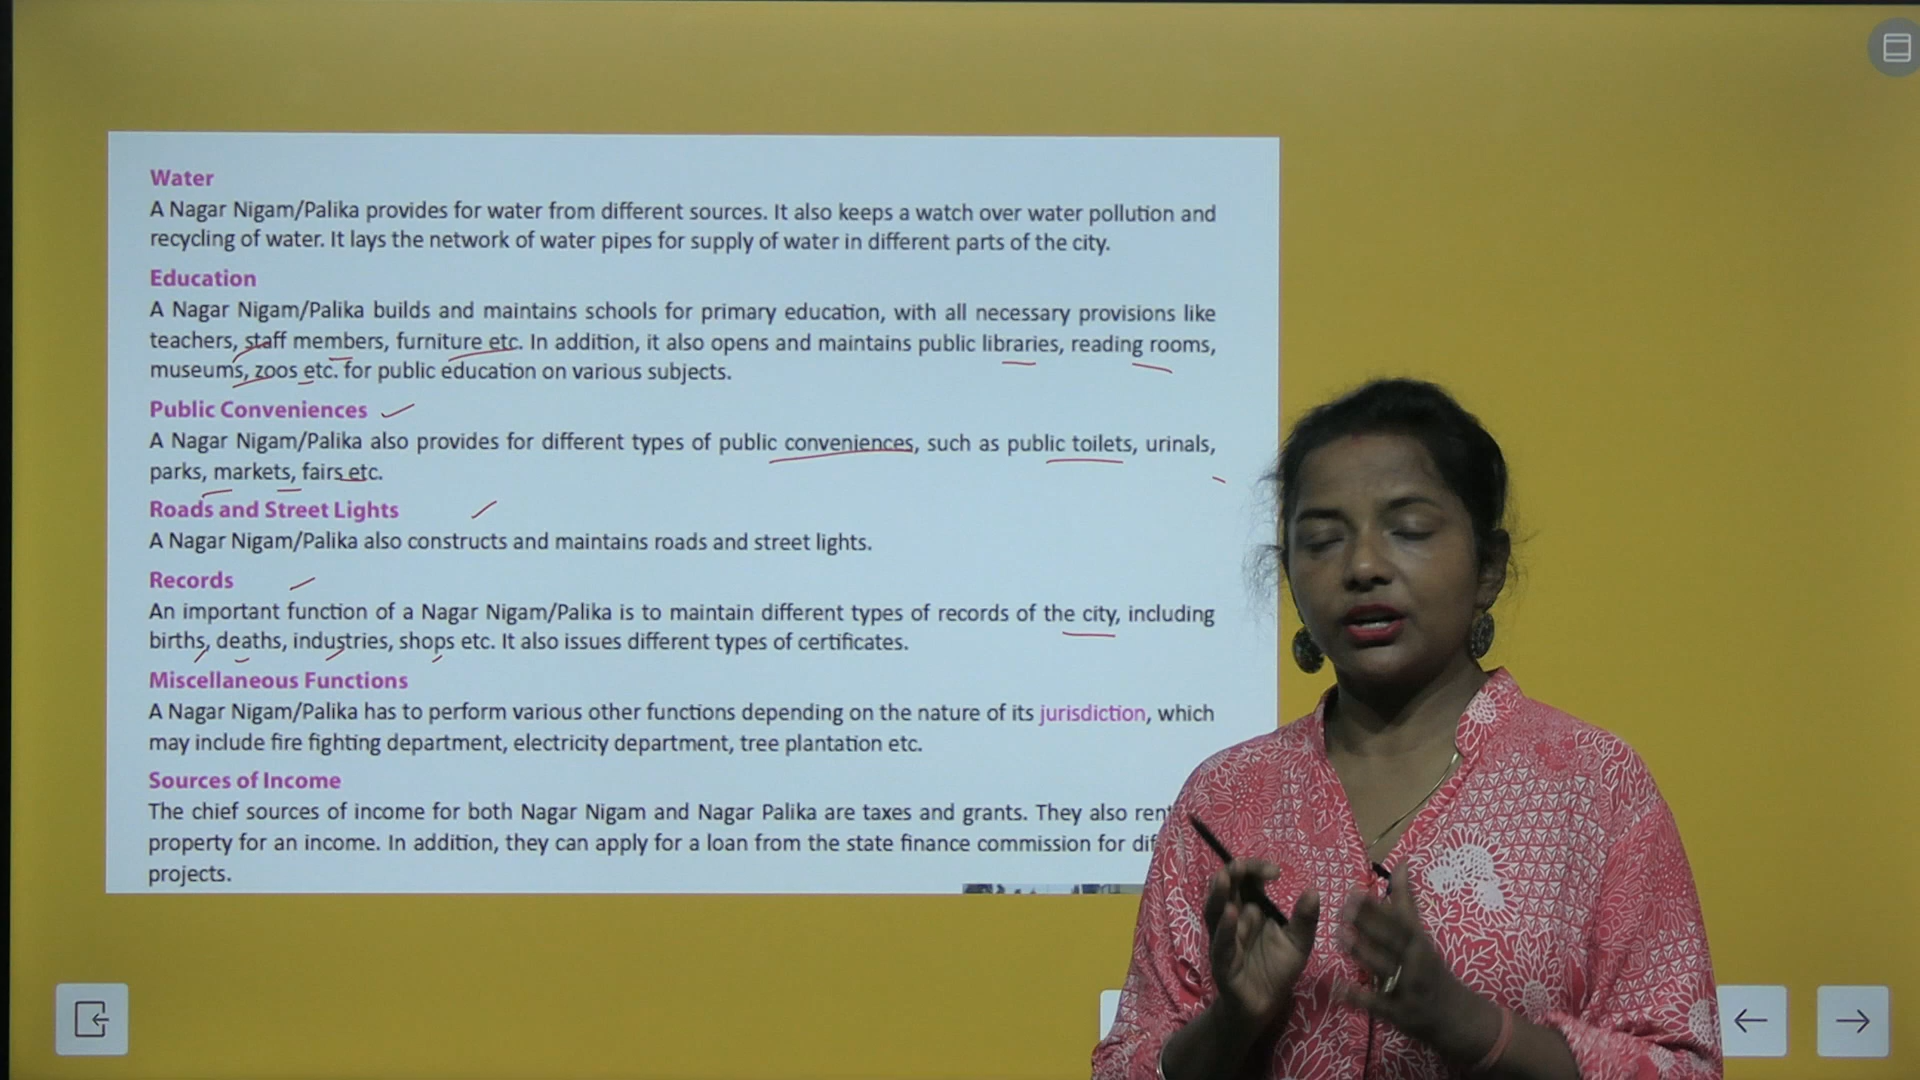 Water
A Nagar Nigam/Palika provides for water from different sources. It also keeps a watch over water pollution and
recycling of water. It lays the network of water pipes for supply of water in different parts of the city.
Education
A Nagar Nigam/Palika builds and maintains schools for primary education, with all necessary provisions like
teachers, staff members, furniture etc. In addition, it also opens and maintains public libraries, reading rooms,
museums, zoos etc. for public education on various subjects.
Public Conveniences
A Nagar Nigam/Palika also provides for different types of public conveniences, such as public toilets, urinals,
parks, markets, fairs etc.
Roads and Street Lights
A Nagar Nigam/Palika also constructs and maintains roads and street lights.
Records
An important function of a Nagar Nigam/Palika is to maintain different types of records of the city, including
births, deaths, industries, shops etc. It also issues different types of certificates.
Miscellaneous Functions
A Nagar Nigam/Palika has to perform various other functions depending on the nature of its jurisdiction, which
may include fire fighting department, electricity department, tree plantation etc.
Sources of Income
The chief sources of income for both Nagar Nigam and Nagar Palika are taxes and grants. They also rent
property for an income. In addition, they can apply for a loan from the state finance commission for
projects.